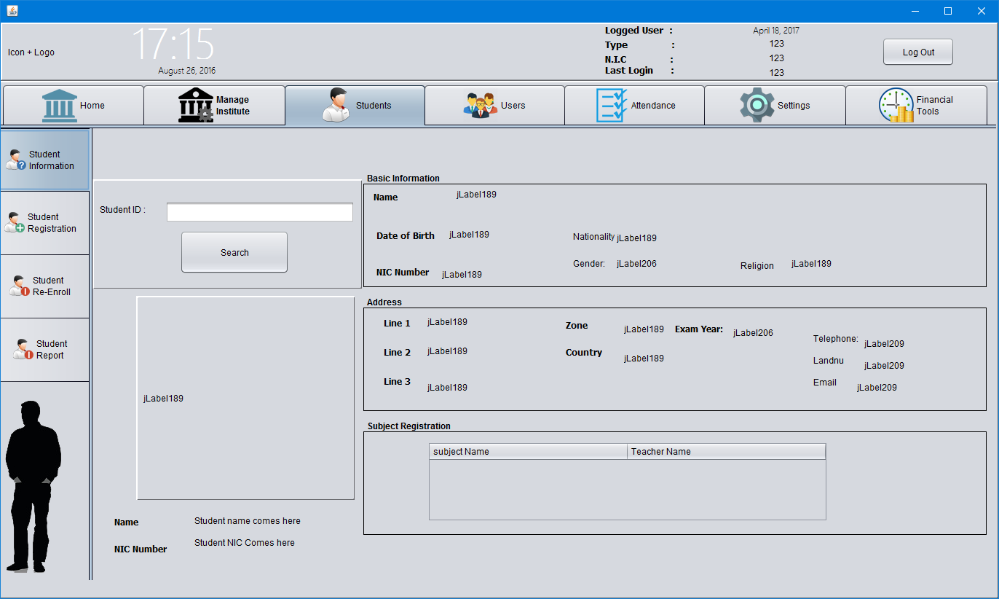 17:15
Icon + Logo
August 26, 2016
Logged User :
April 18, 2017
Type :
123
N.I.C :
123
Last Login :
123
Log Out
Home
Manage
Institute
Students
Users
Attendance
Settings
Financial
Tools
Student
Information
Student
Registration
Student
Re-Enroll
Student
Report
Student ID :
Search
jLabel189
Name
Student name comes here
NIC Number
Student NIC Comes here
Basic Information
Name
jLabel189
Date of Birth
jLabel189
Nationality
jLabel189
Gender:
jLabel206
Religion
jLabel189
NIC Number
jLabel189
Address
Line 1
jLabel189
Zone
jLabel189
Exam Year:
jLabel206
Telephone:
jLabel209
Line 2
jLabel189
Country
jLabel189
Landnu
jLabel209
Line 3
jLabel189
Email
jLabel209
Subject Registration
subject Name
Teacher Name